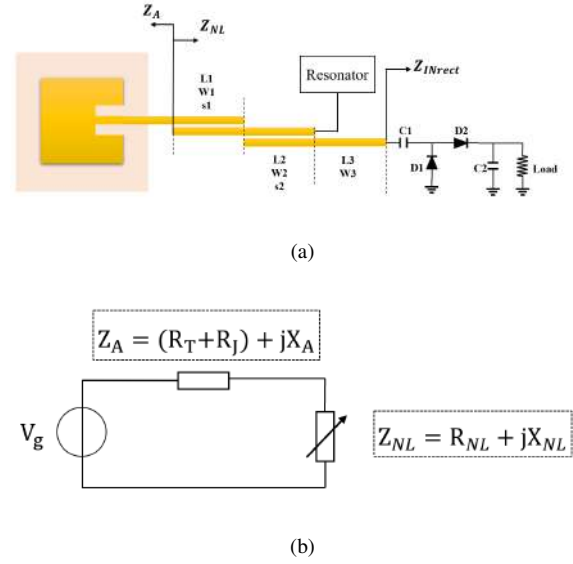 Z_A
Z_NL
L1
W1
s1
Resonator
Z_INrect
L2
W2
s2
L3
W3
C1
D2
D1
C2
Load
(a)
Z_A = (R_T+R_J) + jX_A
V_g
Z_NL = R_NL + jX_NL
(b)